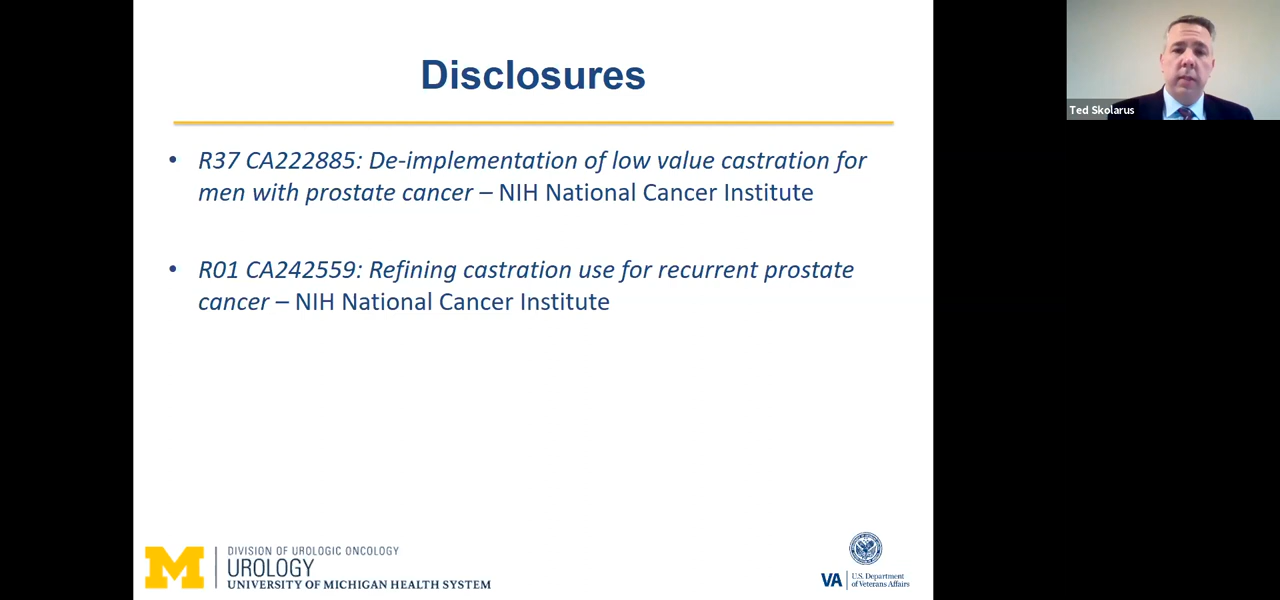 Disclosures
• R37 CA222885: De-implementation of low value castration for
men with prostate cancer – NIH National Cancer Institute
• R01 CA242559: Refining castration use for recurrent prostate
cancer – NIH National Cancer Institute
M
DIVISION OF UROLOGIC ONCOLOGY
UROLOGY
UNIVERSITY OF MICHIGAN HEALTH SYSTEM
VA
U.S. Department
of Veterans Affairs
Ted Skolarus